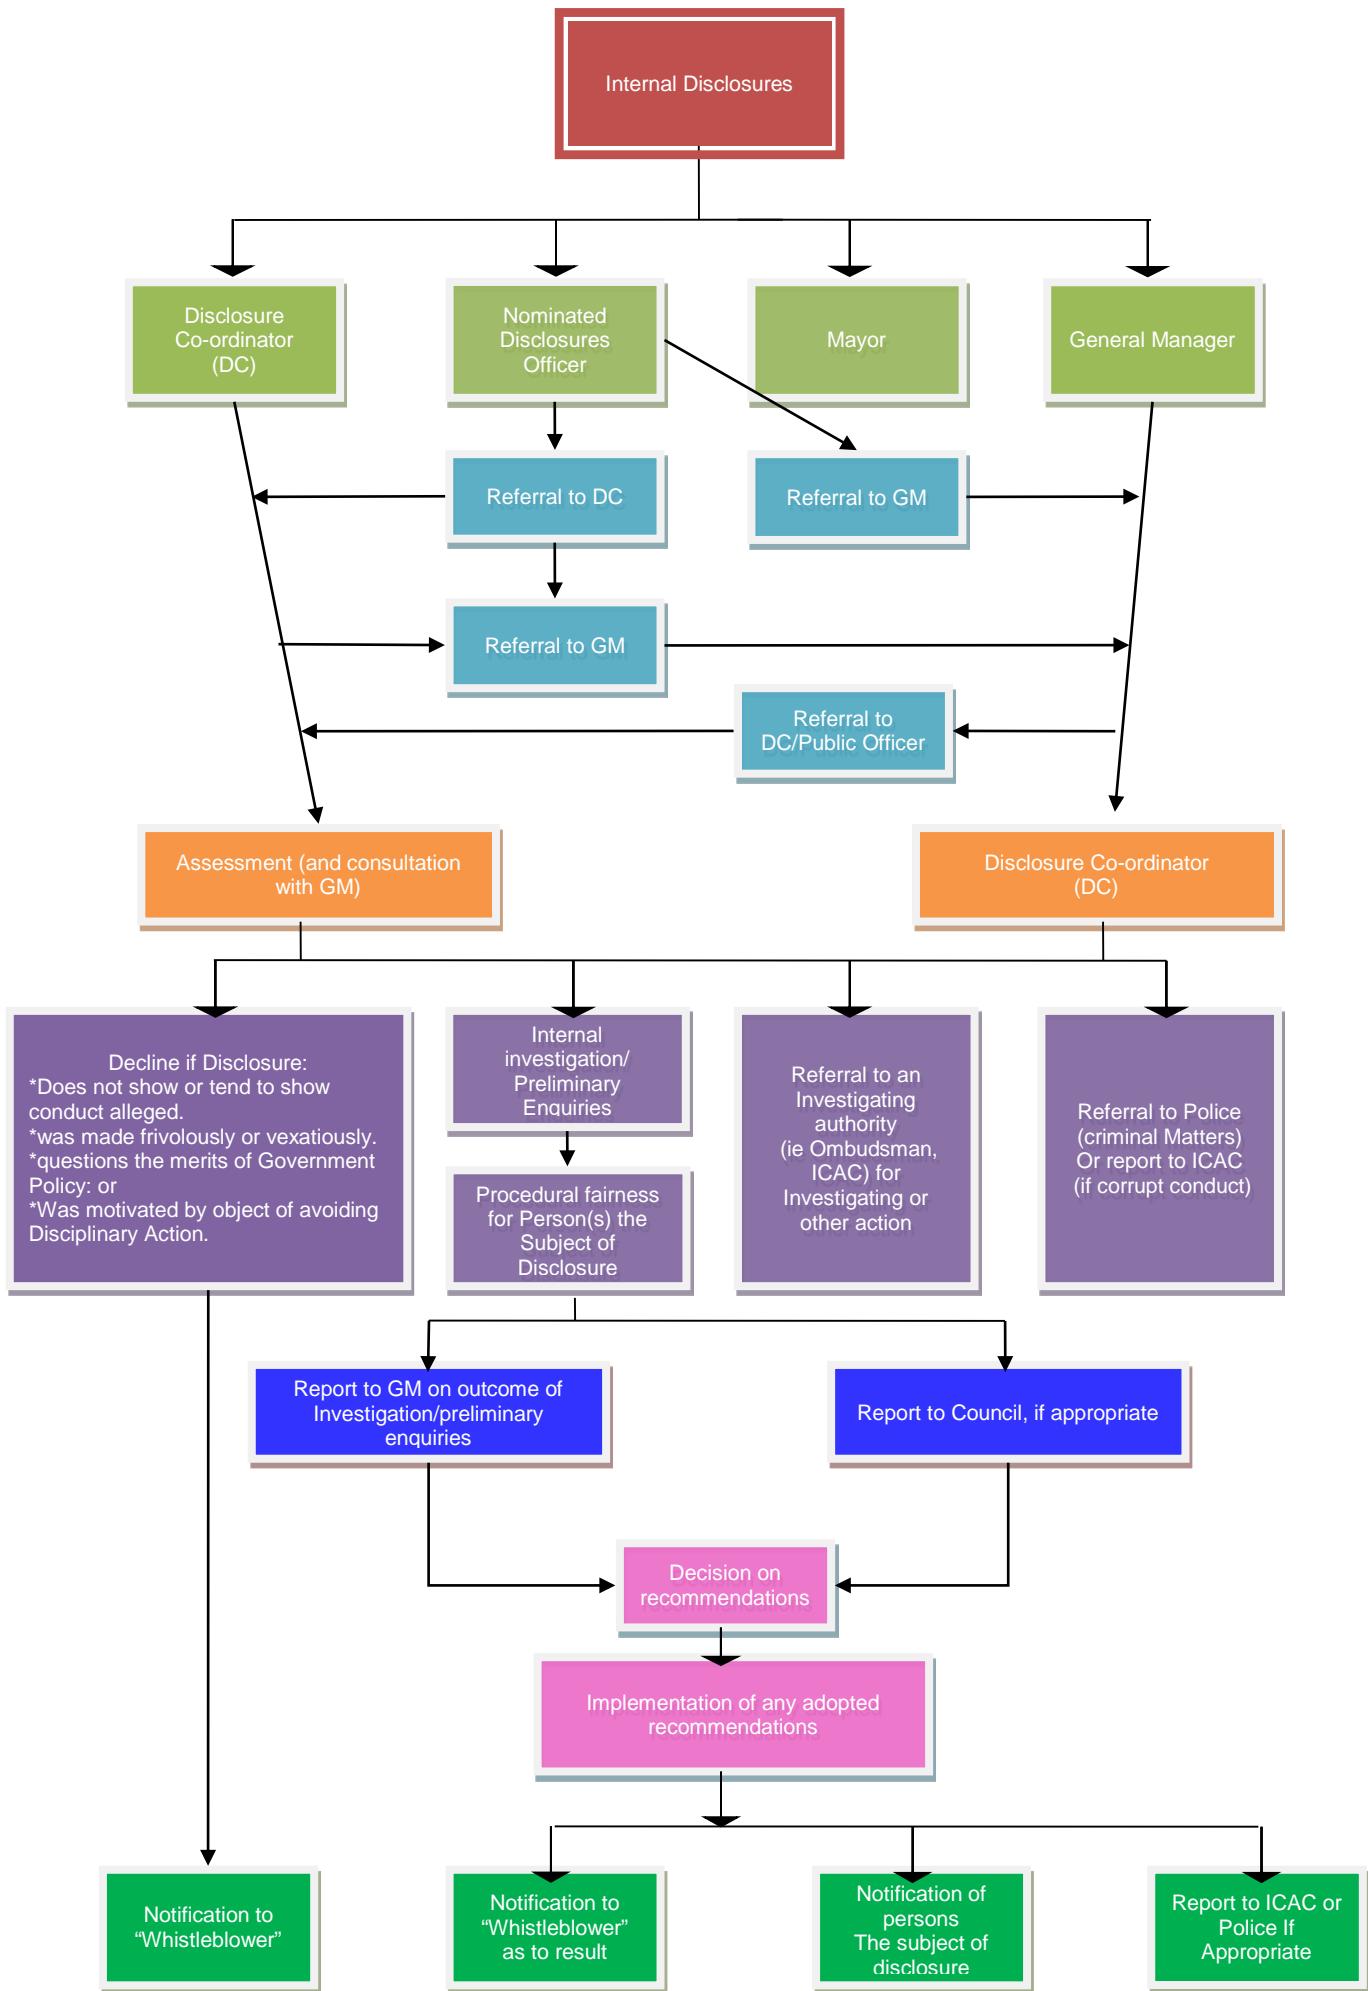 Internal Disclosures
Disclosure
Co-ordinator
(DC)
Nominated
Disclosures
Officer
Mayor
General Manager
Referral to DC
Referral to GM
Referral to GM
Referral to
DC/Public Officer
Assessment (and consultation
with GM)
Disclosure Co-ordinator
(DC)
Decline if Disclosure:
*Does not show or tend to show
conduct alleged.
*was made frivolously or vexatiously.
*questions the merits of Government
Policy: or
*Was motivated by object of avoiding
Disciplinary Action.
Internal
investigation/
Preliminary
Enquiries
Procedural fairness
for Person(s) the
Subject of
Disclosure
Referral to an
Investigating
authority
(ie Ombudsman,
ICAC) for
Investigating or
other action
Referral to Police
(criminal Matters)
Or report to ICAC
(if corrupt conduct)
Report to GM on outcome of
Investigation/preliminary
enquiries
Report to Council, if appropriate
Decision on
recommendations
Implementation of any adopted
recommendations
Notification to
“Whistleblower”
Notification to
“Whistleblower”
as to result
Notification of
persons
The subject of
disclosure
Report to ICAC or
Police If
Appropriate